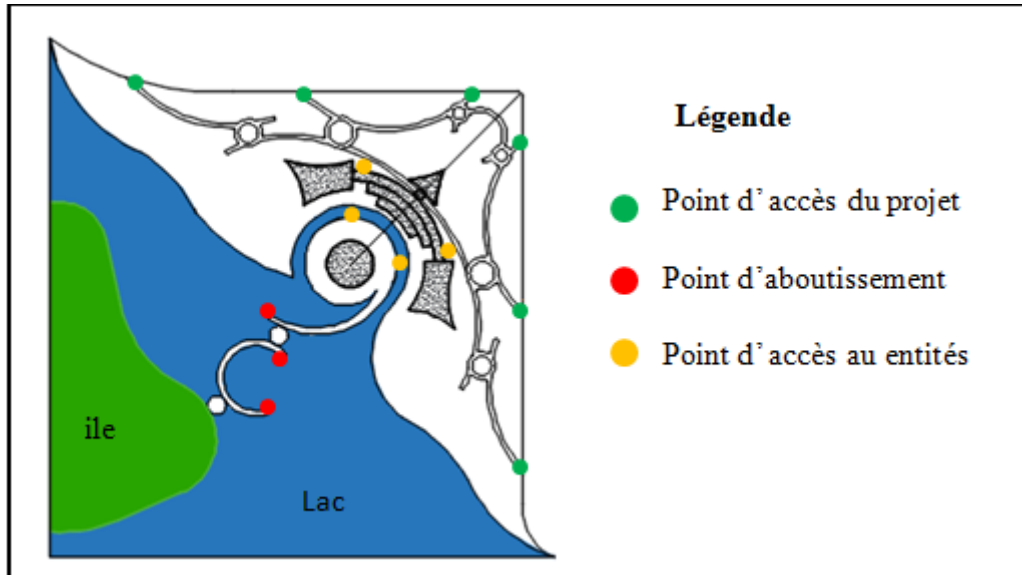 Légende
Point d'accès du projet
Point d'aboutissement
Point d'accès au entités
ile
Lac